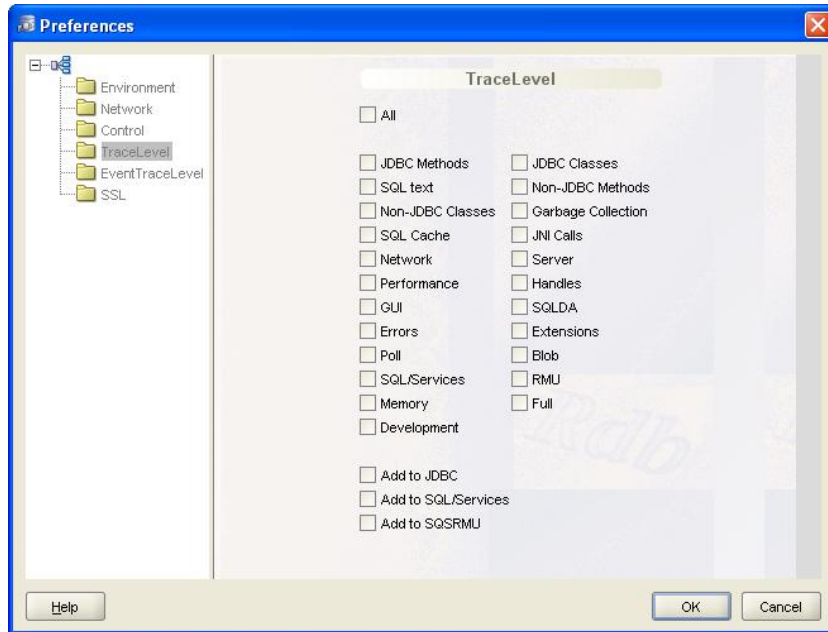 Preferences
Environment
Network
Control
TraceLevel
EventTraceLevel
SSL
TraceLevel
All
JDBC Methods JDBC Classes
SQL text Non-JDBC Methods
Non-JDBC Classes Garbage Collection
SQL Cache JNI Calls
Network Server
Performance Handles
GUI SQLDA
Errors Extensions
Poll Blob
SQL/Services RMU
Memory Full
Development
Rdb
Add to JDBC
Add to SQL/Services
Add to SQSRMU
Help OK Cancel